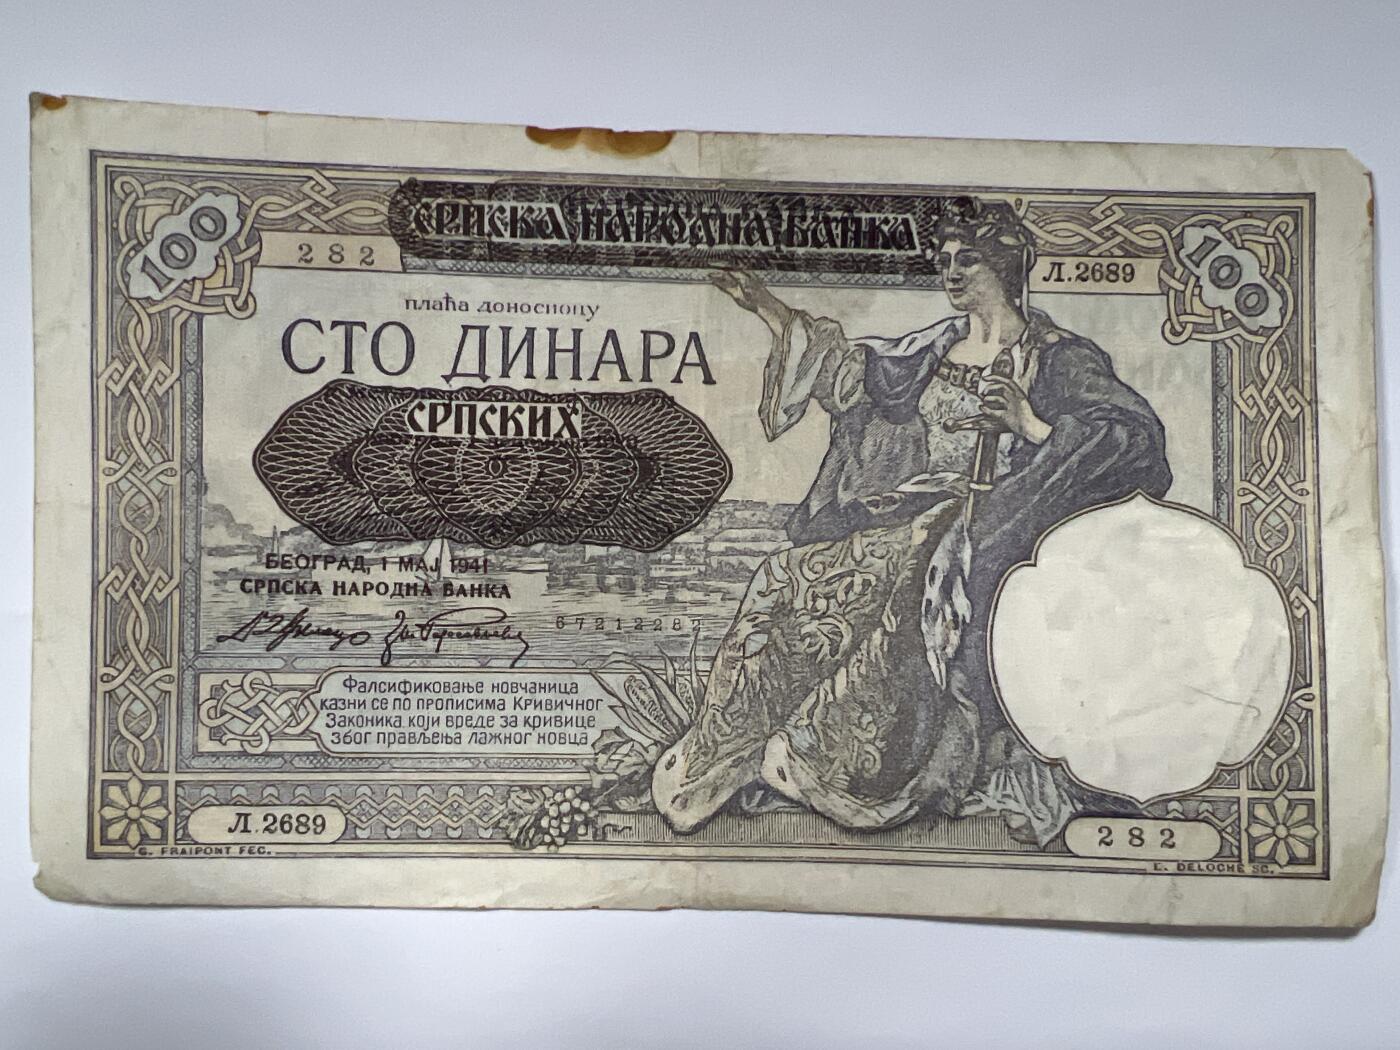 100
282
СРПСКА НАРОДНА БАНКА
Л.2689
100
плаћа доносиоцу
СТО ДИНАРА
СРПСКИХ
БЕОГРАД, 1 МАЈ 1941
СРПСКА НАРОДНА БАНКА
67212282
Фалсификовање новчаница
казни се по прописима Кривичног
Законика који вреде за кривице
због прављења лажног новца
Л.2689
282
G. FRAIPONT FEC.
E. DELOCHE SC.